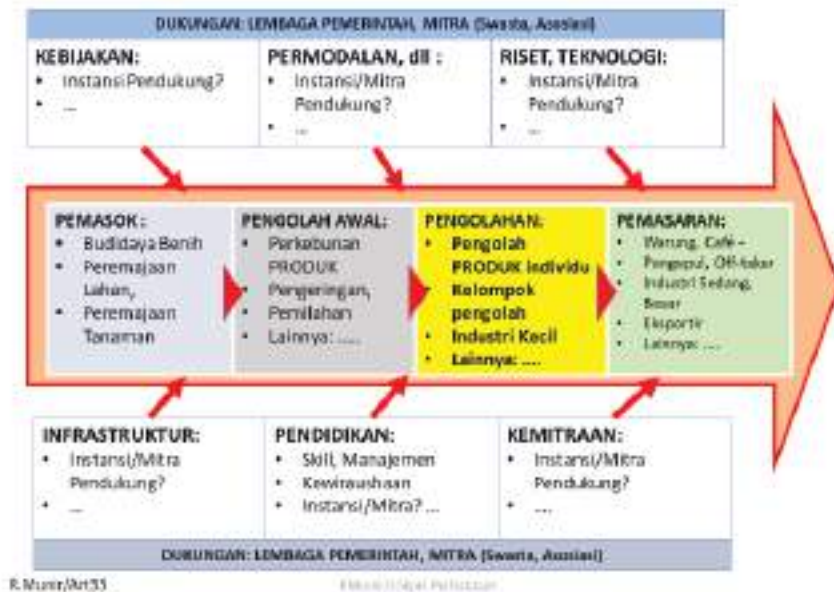 DUKUNGAN: LEMBAGA PEMERINTAH, MITRA (Swasta, Asosiasi)
KEBIJAKAN:
• Instansi Pendukung?
• ...
PERMODALAN, dll :
• Instansi/Mitra
Pendukung?
• ...
RISET, TEKNOLOGI:
• Instansi/Mitra
Pendukung?
• ...
PEMASOK :
• Budidaya Benih
• Peremajaan
Lahan,
• Peremajaan
Tanaman
PENGOLAH AWAL:
• Perkebunan
PRODUK
• Pengeringan,
• Pemilahan
• Lainnya: .....
PENGOLAHAN:
• Pengolah
PRODUK Individu
• Kelompok
pengolah
• Industri Kecil
• Lainnya: ....
PEMASARAN:
• Warung, Café –
• Pengepul, Off-taker
• Industri Sedang,
Besar
• Eksportir
• Lainnya: ....
INFRASTRUKTUR:
• Instansi/Mitra
Pendukung?
• ...
PENDIDIKAN:
• Skill, Manajemen
• Kewirausahaan
• Instansi/Mitra? ...
KEMITRAAN:
• Instansi/Mitra
Pendukung?
• ....
DUKUNGAN: LEMBAGA PEMERINTAH, MITRA (Swasta, Asosiasi)
R.Munir/Art33